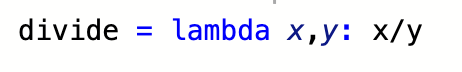 divide = lambda x,y: x/y